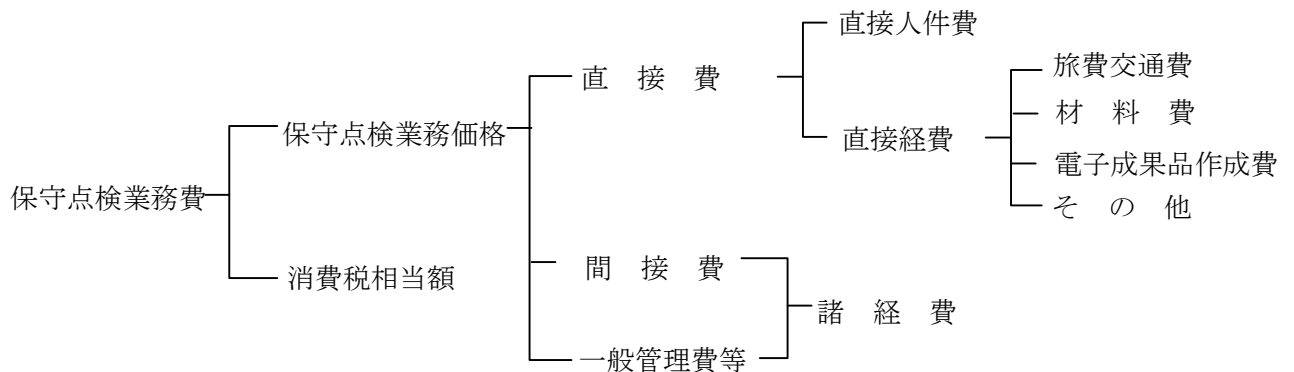 保守点検業務費
保守点検業務価格
直　接　費
直接人件費
直接経費
旅費交通費
材　料　費
電子成果品作成費
そ　の　他
間　接　費
一般管理費等
諸　経　費
消費税相当額